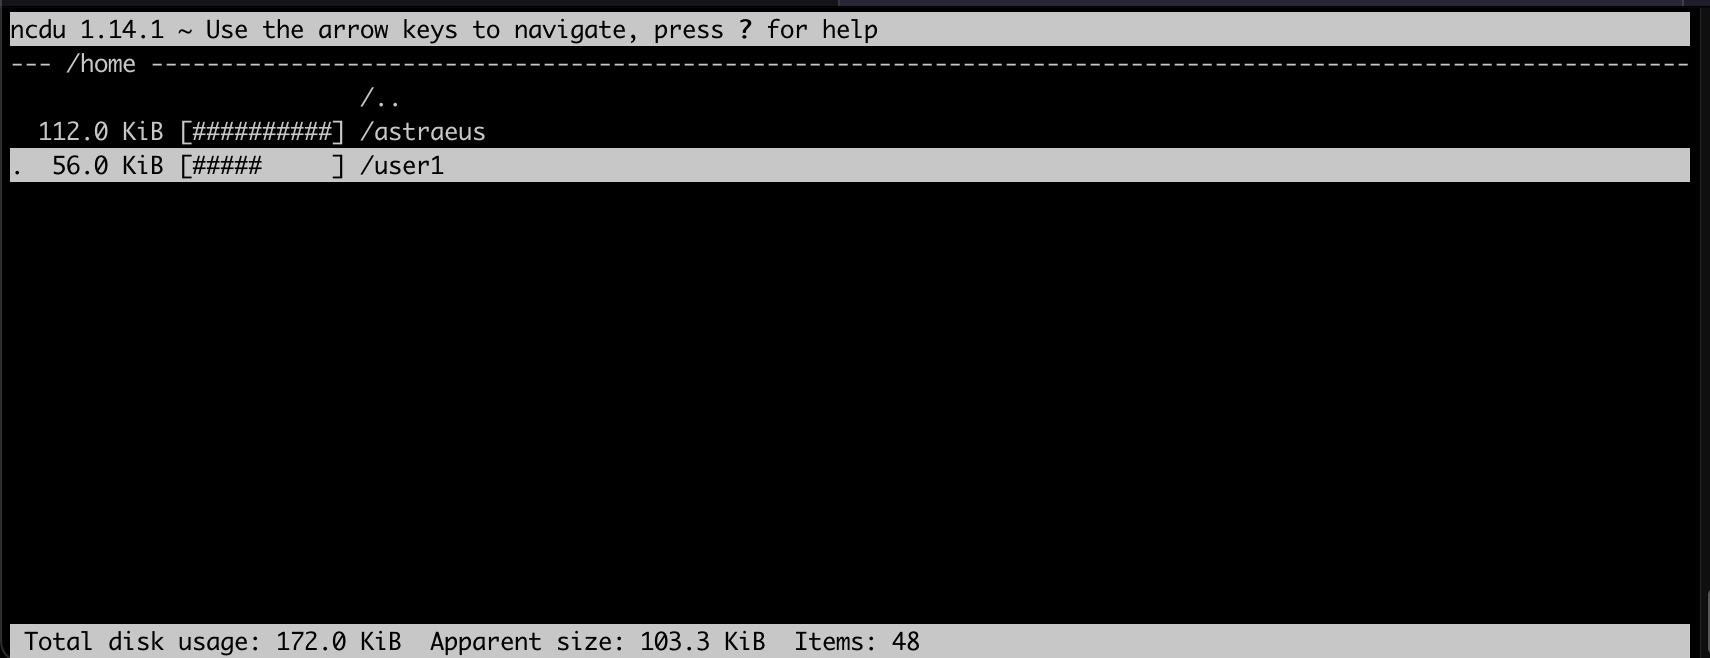 ncdu 1.14.1 ~ Use the arrow keys to navigate, press ? for help
--- /home --------------------------------------------------------------------------------------------------------------
                         /..
  112.0 KiB [##########] /astraeus
.  56.0 KiB [#####     ] /user1
 Total disk usage: 172.0 KiB  Apparent size: 103.3 KiB  Items: 48